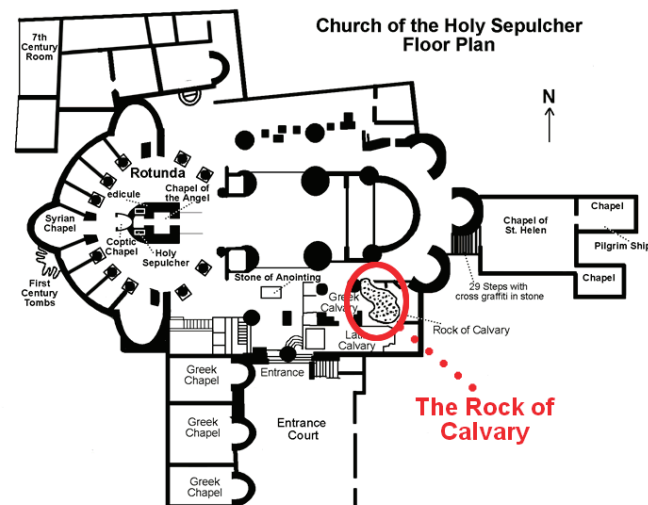 Church of the Holy Sepulcher
Floor Plan
7th
Century
Room
N
Rotunda
edicule
Chapel of
the Angel
Syrian
Chapel
Coptic
Chapel
Holy
Sepulcher
First
Century
Tombs
Stone of Anointing
Greek
Calvary
Latin
Calvary
Rock of Calvary
Chapel of
St. Helen
Chapel
Pilgrim Ship
Chapel
29 Steps with
cross graffiti in stone
Entrance
Greek
Chapel
Greek
Chapel
Greek
Chapel
Entrance
Court
The Rock of
Calvary